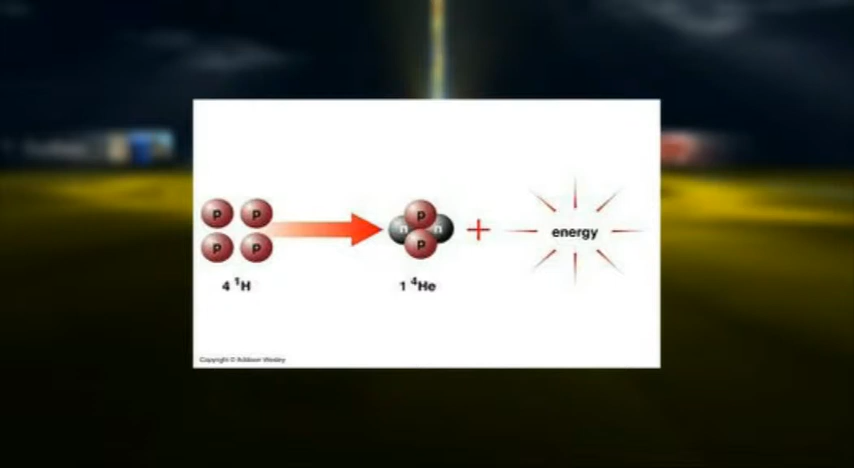 p p
p p
p
n n
p
+
energy
4 ¹H
1 ⁴He
Copyright © Addison Wesley